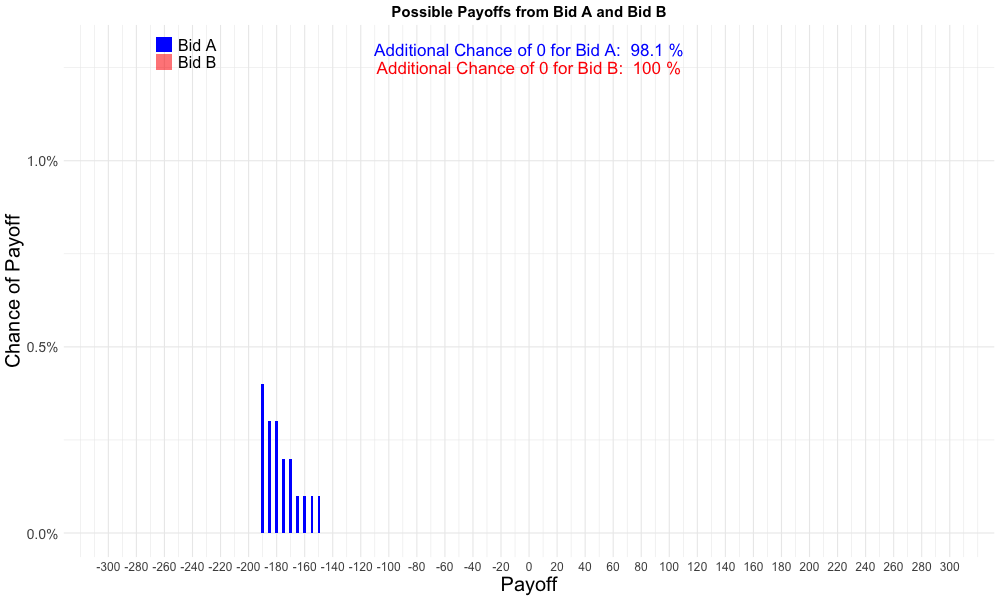 Possible Payoffs from Bid A and Bid B
Bid A
Bid B
Additional Chance of 0 for Bid A:  98.1 %
Additional Chance of 0 for Bid B:  100 %
Chance of Payoff
1.0%
0.5%
0.0%
-300 -280 -260 -240 -220 -200 -180 -160 -140 -120 -100 -80 -60 -40 -20 0 20 40 60 80 100 120 140 160 180 200 220 240 260 280 300
Payoff